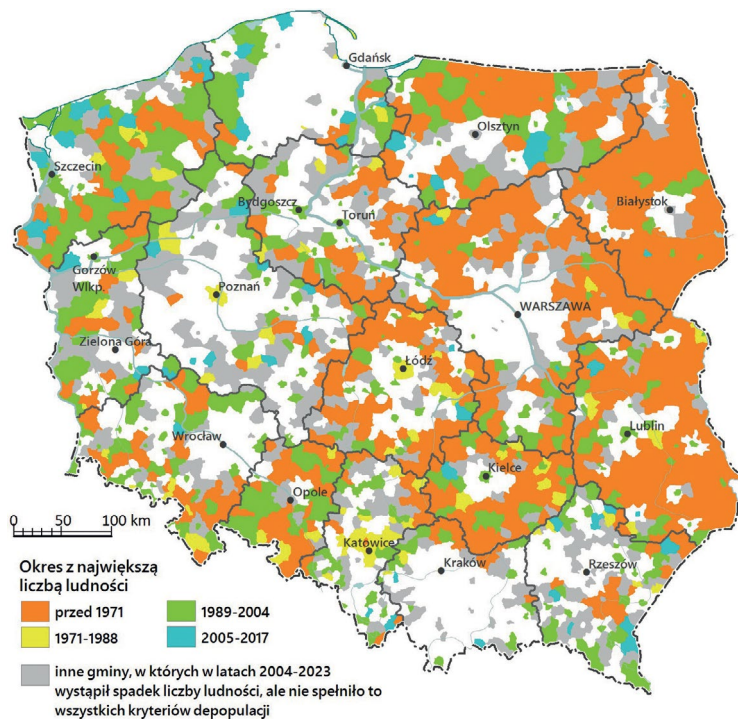 Gdańsk
Olsztyn
Szczecin
Bydgoszcz
Toruń
Białystok
Gorzów
Wlkp.
Poznań
WARSZAWA
Zielona Góra
Łódź
Wrocław
Lublin
Opole
Kielce
Katowice
Kraków
Rzeszów
0 50 100 km
Okres z największą
liczbą ludności
przed 1971
1989-2004
1971-1988
2005-2017
inne gminy, w których w latach 2004-2023
wystąpił spadek liczby ludności, ale nie spełniło to
wszystkich kryteriów depopulacji